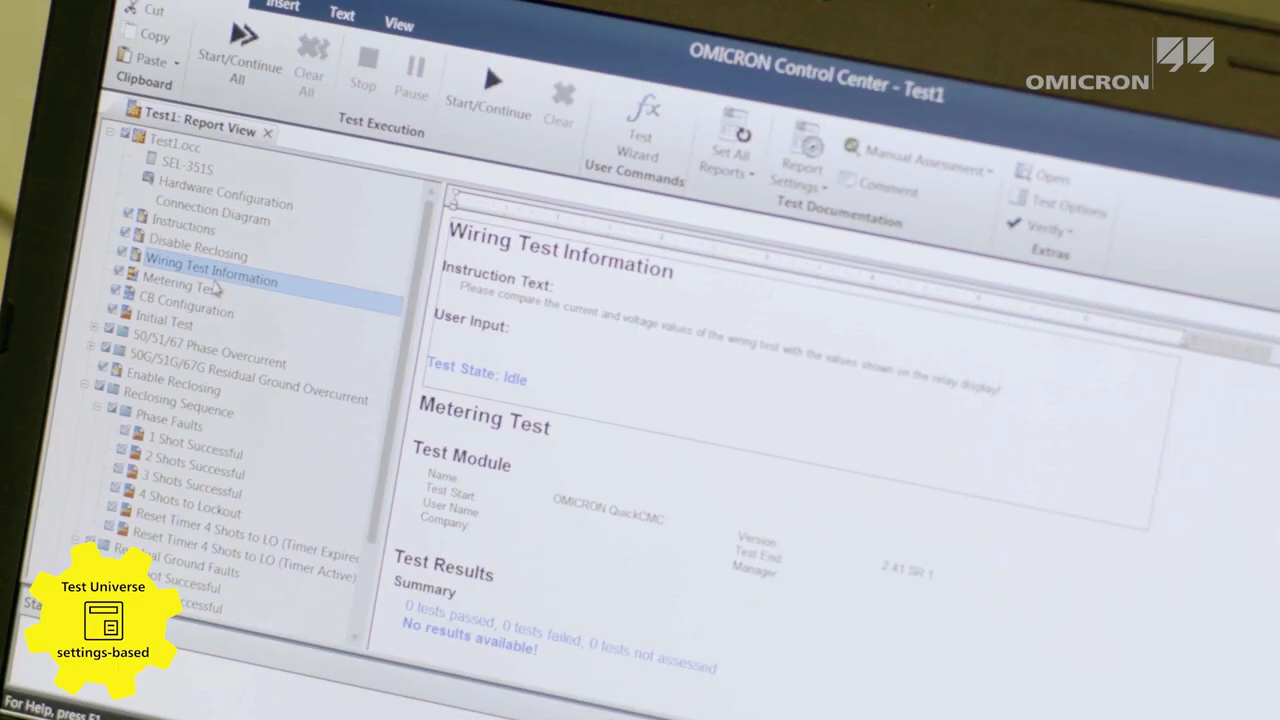 Insert Text View
OMICRON Control Center - Test1
OMICRON
Cut
Copy
Paste
Clipboard
Start/Continue
All
Clear
All
Stop
Pause
Start/Continue
Clear
Test Execution
Test
Wizard
User Commands
Set All
Reports
Report
Settings
Manual Assessment
Comment
Test Documentation
Open
Test Options
Verify
Extras
Test1: Report View
Test1.occ
SEL-351S
Hardware Configuration
Connection Diagram
Instructions
Disable Reclosing
Wiring Test Information
Metering Test
CB Configuration
Initial Test
50/51/67 Phase Overcurrent
50G/51G/67G Residual Ground Overcurrent
Enable Reclosing
Reclosing Sequence
Phase Faults
1 Shot Successful
2 Shots Successful
3 Shots Successful
4 Shots to Lockout
Reset Timer 4 Shots to LO (Timer Expire
Reset Timer 4 Shots to LO (Timer Active)
Ground Faults
Successful
Wiring Test Information
Instruction Text:
Please compare the current and voltage values of the wiring test with the values shown on the relay display!
User Input:
Test State: Idle
Metering Test
Test Module
Name
Test Start
User Name
Company
OMICRON QuickCMC
Version
Test End
Manager
2.41 SR 1
Test Results
Summary
0 tests passed, 0 tests failed, 0 tests not assessed
No results available!
Test Universe
settings-based
For Help, press F1